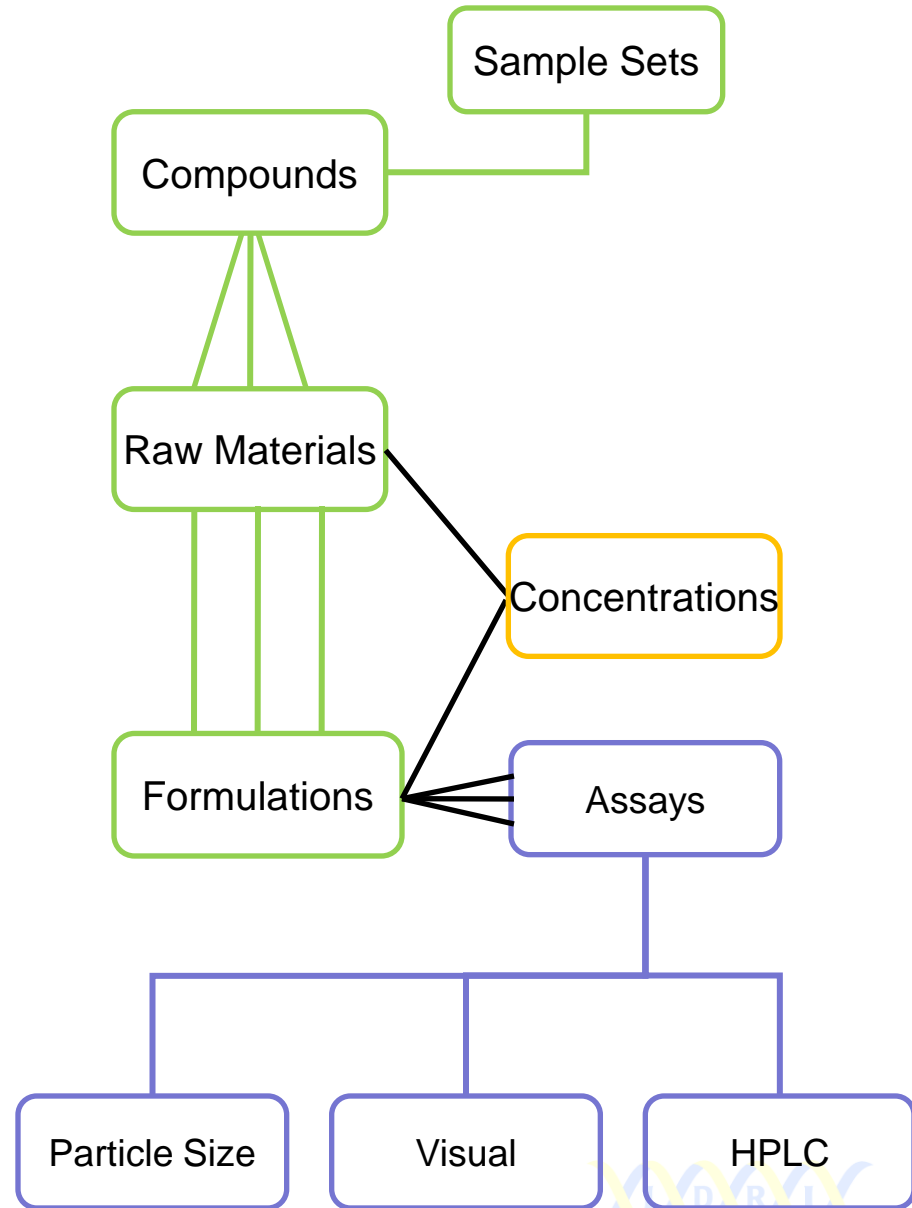 Sample Sets
Compounds
Raw Materials
Concentrations
Formulations
Assays
Particle Size
Visual
HPLC
I D R I